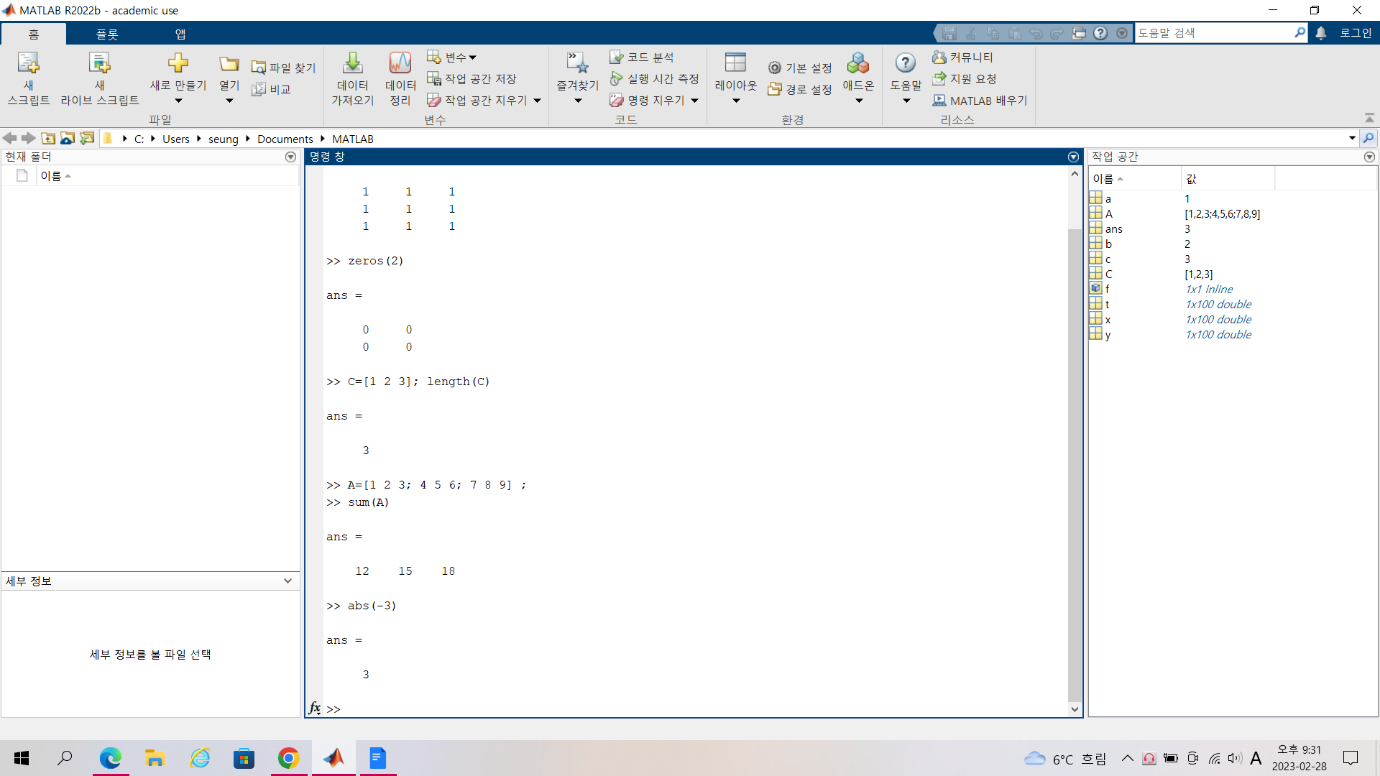 MATLAB R2022b - academic use
홈 플롯 앱
도움말 검색 로그인
새 스크립트
새 라이브 스크립트
새로 만들기
열기
파일 찾기
비교
파일
데이터 가져오기
데이터 정리
변수
작업 공간 저장
작업 공간 지우기
변수
즐겨찾기
코드 분석
실행 시간 측정
명령 지우기
코드
레이아웃
기본 설정
경로 설정
애드온
환경
도움말
커뮤니티
지원 요청
MATLAB 배우기
리소스
C: Users seung Documents MATLAB
현재 폴더
이름
세부 정보
세부 정보를 볼 파일 선택
명령 창
1 1 1
1 1 1
1 1 1
>> zeros(2)
ans =
0 0
0 0
>> C=[1 2 3]; length(C)
ans =
3
>> A=[1 2 3; 4 5 6; 7 8 9] ;
>> sum(A)
ans =
12 15 18
>> abs(-3)
ans =
3
fx >>
작업 공간
이름 값
a 1
A [1,2,3;4,5,6;7,8,9]
ans 3
b 2
c 3
C [1,2,3]
f 1x1 inline
t 1x100 double
x 1x100 double
y 1x100 double
6°C 흐림
A
오후 9:31
2023-02-28